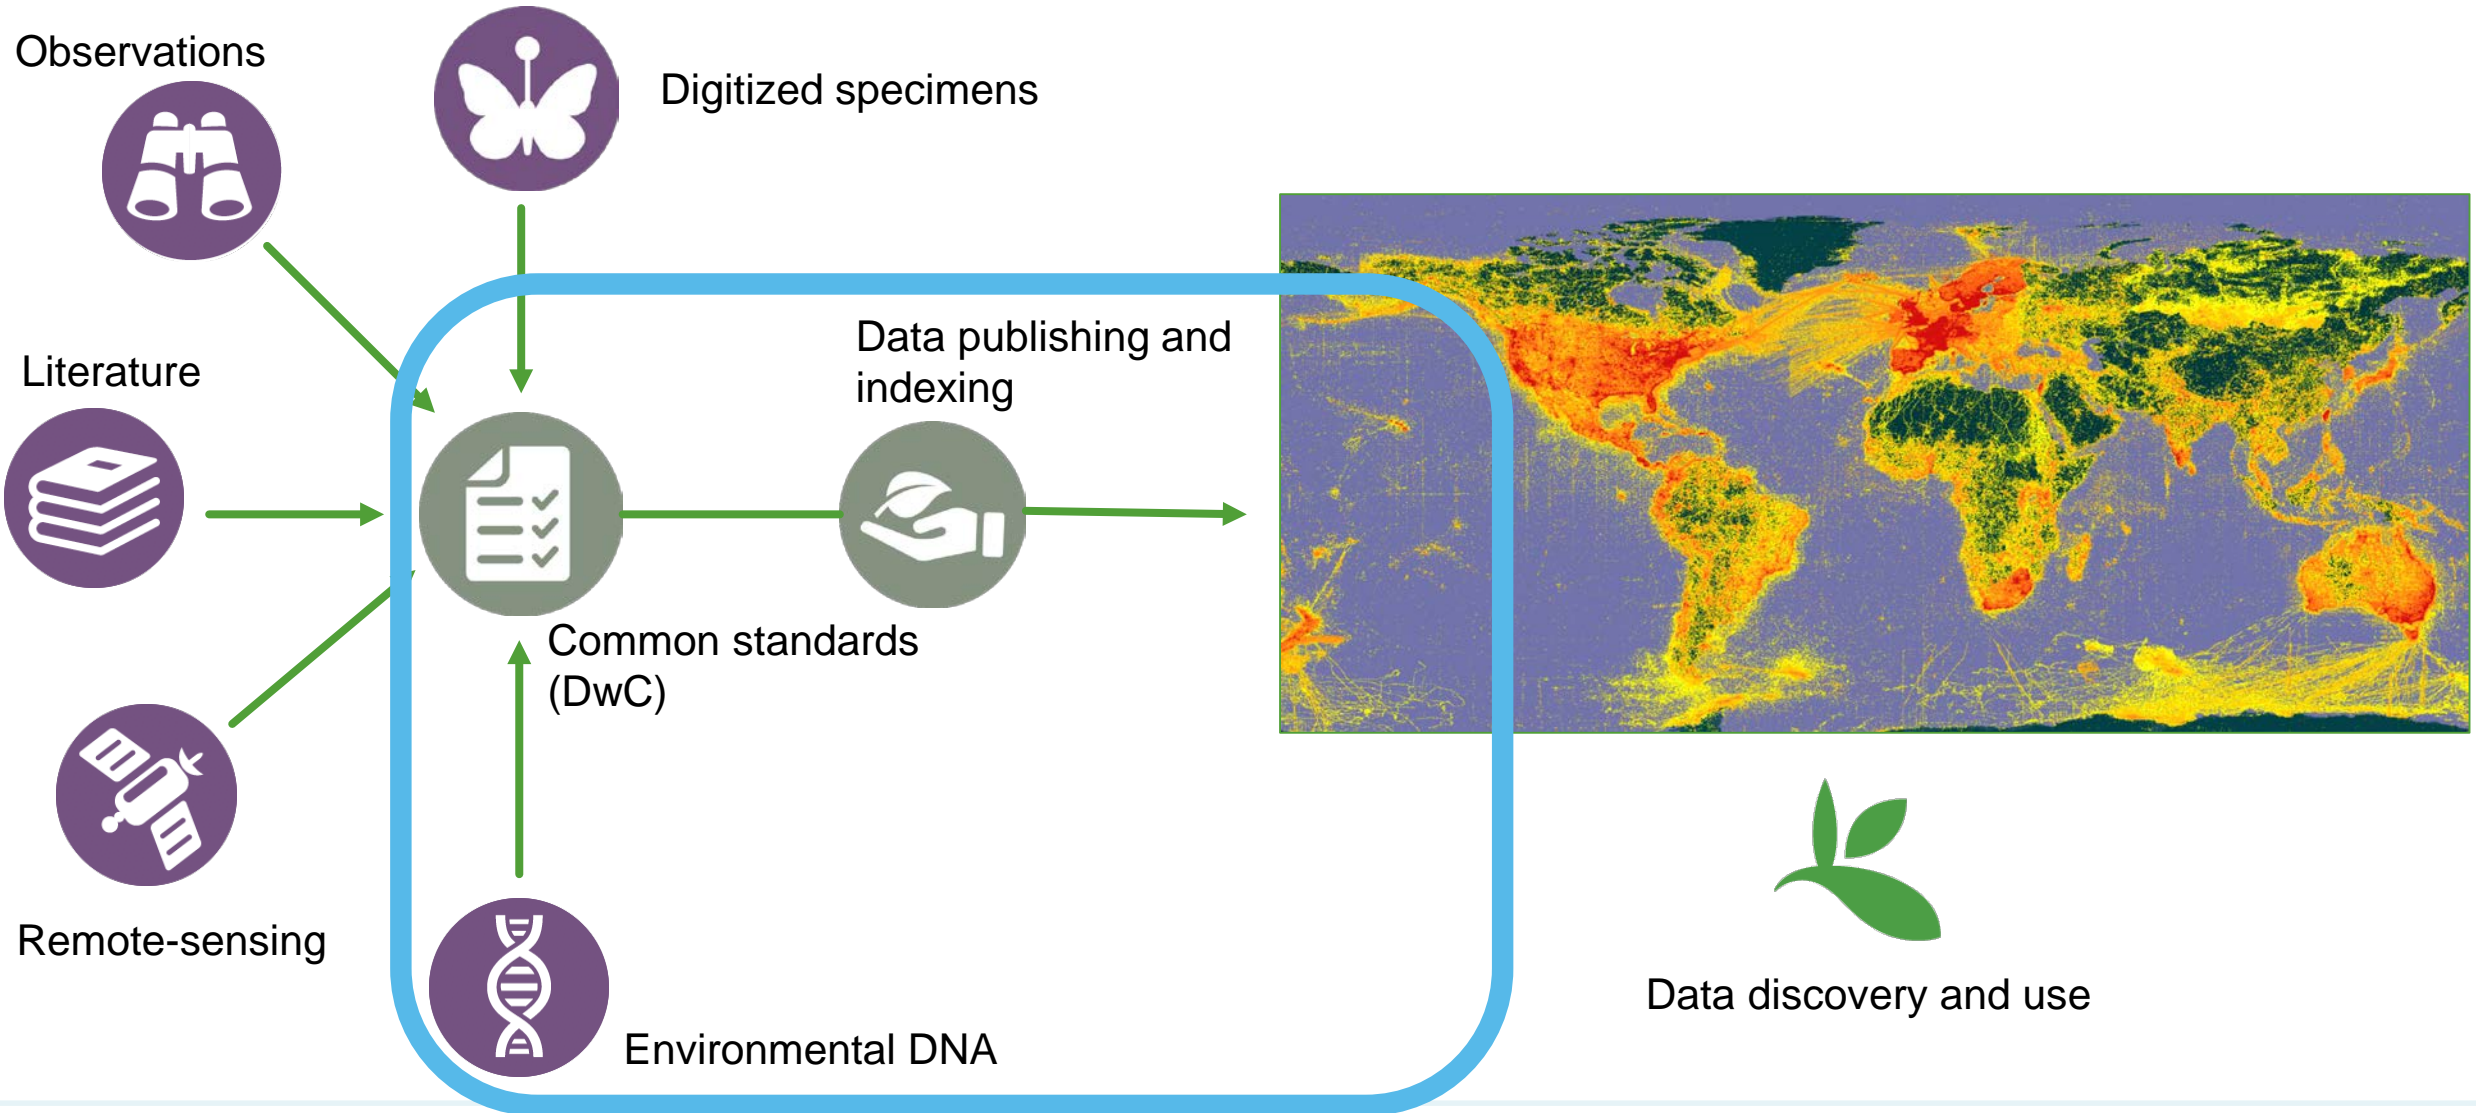 Observations
Digitized specimens
Literature
Data publishing and
indexing
Common standards
(DwC)
Remote-sensing
Environmental DNA
Data discovery and use